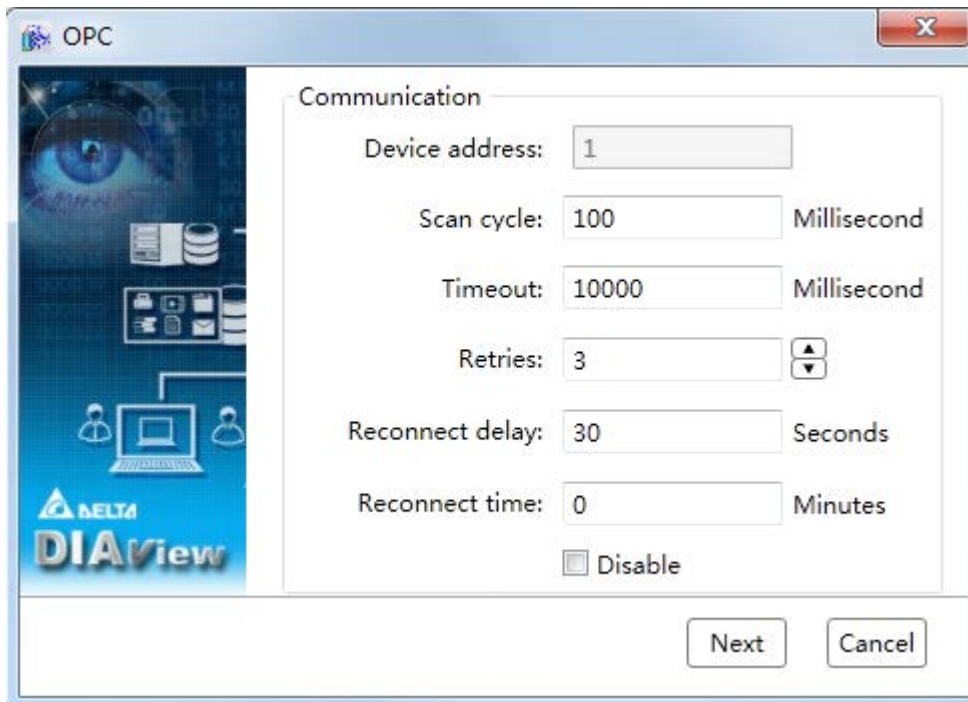 OPC
Communication
Device address: 1
Scan cycle: 100 Millisecond
Timeout: 10000 Millisecond
Retries: 3
Reconnect delay: 30 Seconds
Reconnect time: 0 Minutes
Disable
DELTA
DIAView
Next Cancel